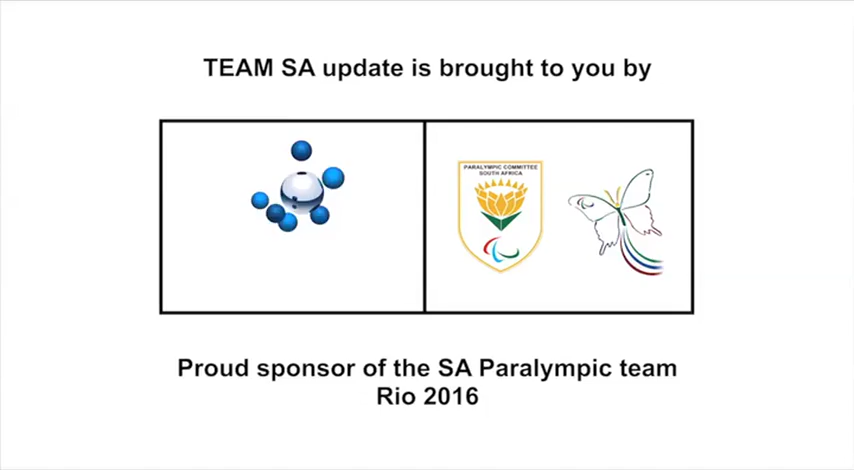 TEAM SA update is brought to you by
PARALYMPIC COMMITTEE
SOUTH AFRICA
Proud sponsor of the SA Paralympic team
Rio 2016